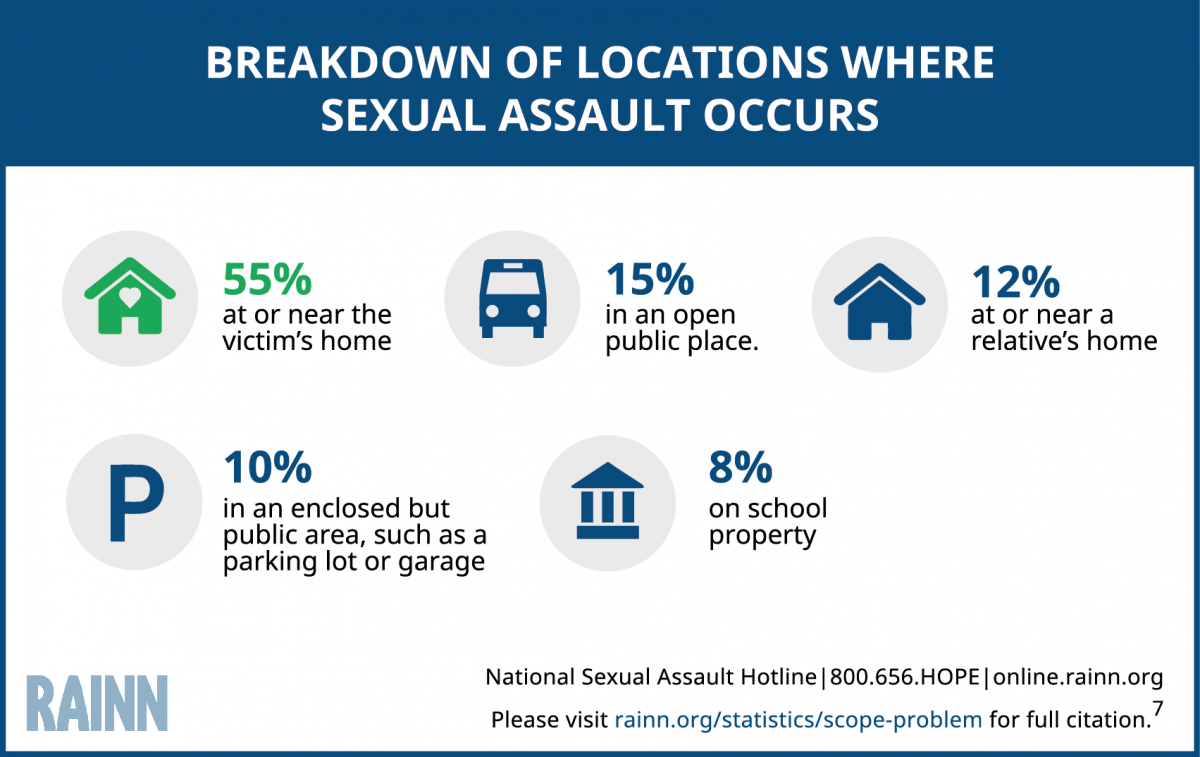 BREAKDOWN OF LOCATIONS WHERE
SEXUAL ASSAULT OCCURS
55%
at or near the
victim’s home
15%
in an open
public place.
12%
at or near a
relative’s home
P
10%
in an enclosed but
public area, such as a
parking lot or garage
8%
on school
property
RAINN
National Sexual Assault Hotline|800.656.HOPE|online.rainn.org
Please visit rainn.org/statistics/scope-problem for full citation.7